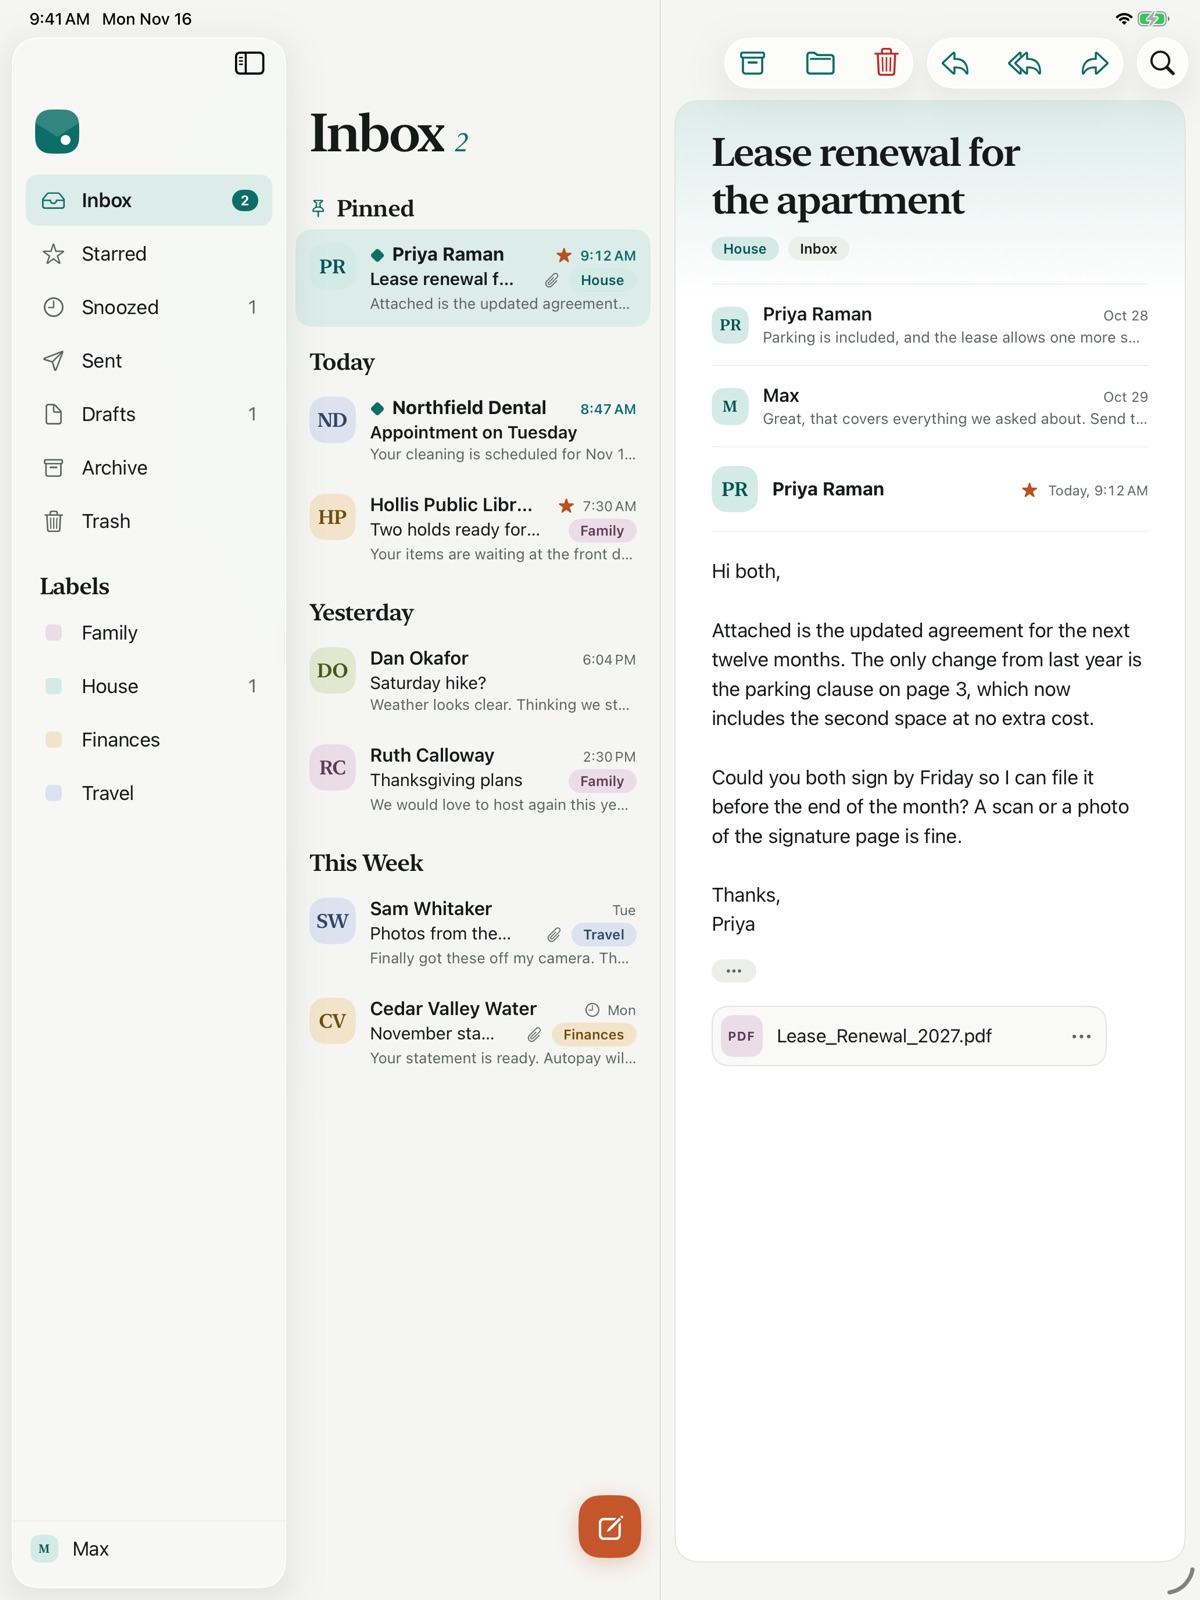 9:41 AM Mon Nov 16
Inbox 2
Starred
Snoozed 1
Sent
Drafts 1
Archive
Trash
Labels
Family
House 1
Finances
Travel
M Max
Inbox 2
Pinned
PR Priya Raman 9:12 AM
Lease renewal f... House
Attached is the updated agreement...
Today
ND Northfield Dental 8:47 AM
Appointment on Tuesday
Your cleaning is scheduled for Nov 1...
HP Hollis Public Libr... 7:30 AM
Two holds ready for... Family
Your items are waiting at the front d...
Yesterday
DO Dan Okafor 6:04 PM
Saturday hike?
Weather looks clear. Thinking we st...
RC Ruth Calloway 2:30 PM
Thanksgiving plans Family
We would love to host again this ye...
This Week
SW Sam Whitaker Tue
Photos from the... Travel
Finally got these off my camera. Th...
CV Cedar Valley Water Mon
November sta... Finances
Your statement is ready. Autopay wil...
Lease renewal for
the apartment
House Inbox
PR Priya Raman Oct 28
Parking is included, and the lease allows one more s...
M Max Oct 29
Great, that covers everything we asked about. Send t...
PR Priya Raman Today, 9:12 AM
Hi both,
Attached is the updated agreement for the next
twelve months. The only change from last year is
the parking clause on page 3, which now
includes the second space at no extra cost.
Could you both sign by Friday so I can file it
before the end of the month? A scan or a photo
of the signature page is fine.
Thanks,
Priya
PDF Lease_Renewal_2027.pdf